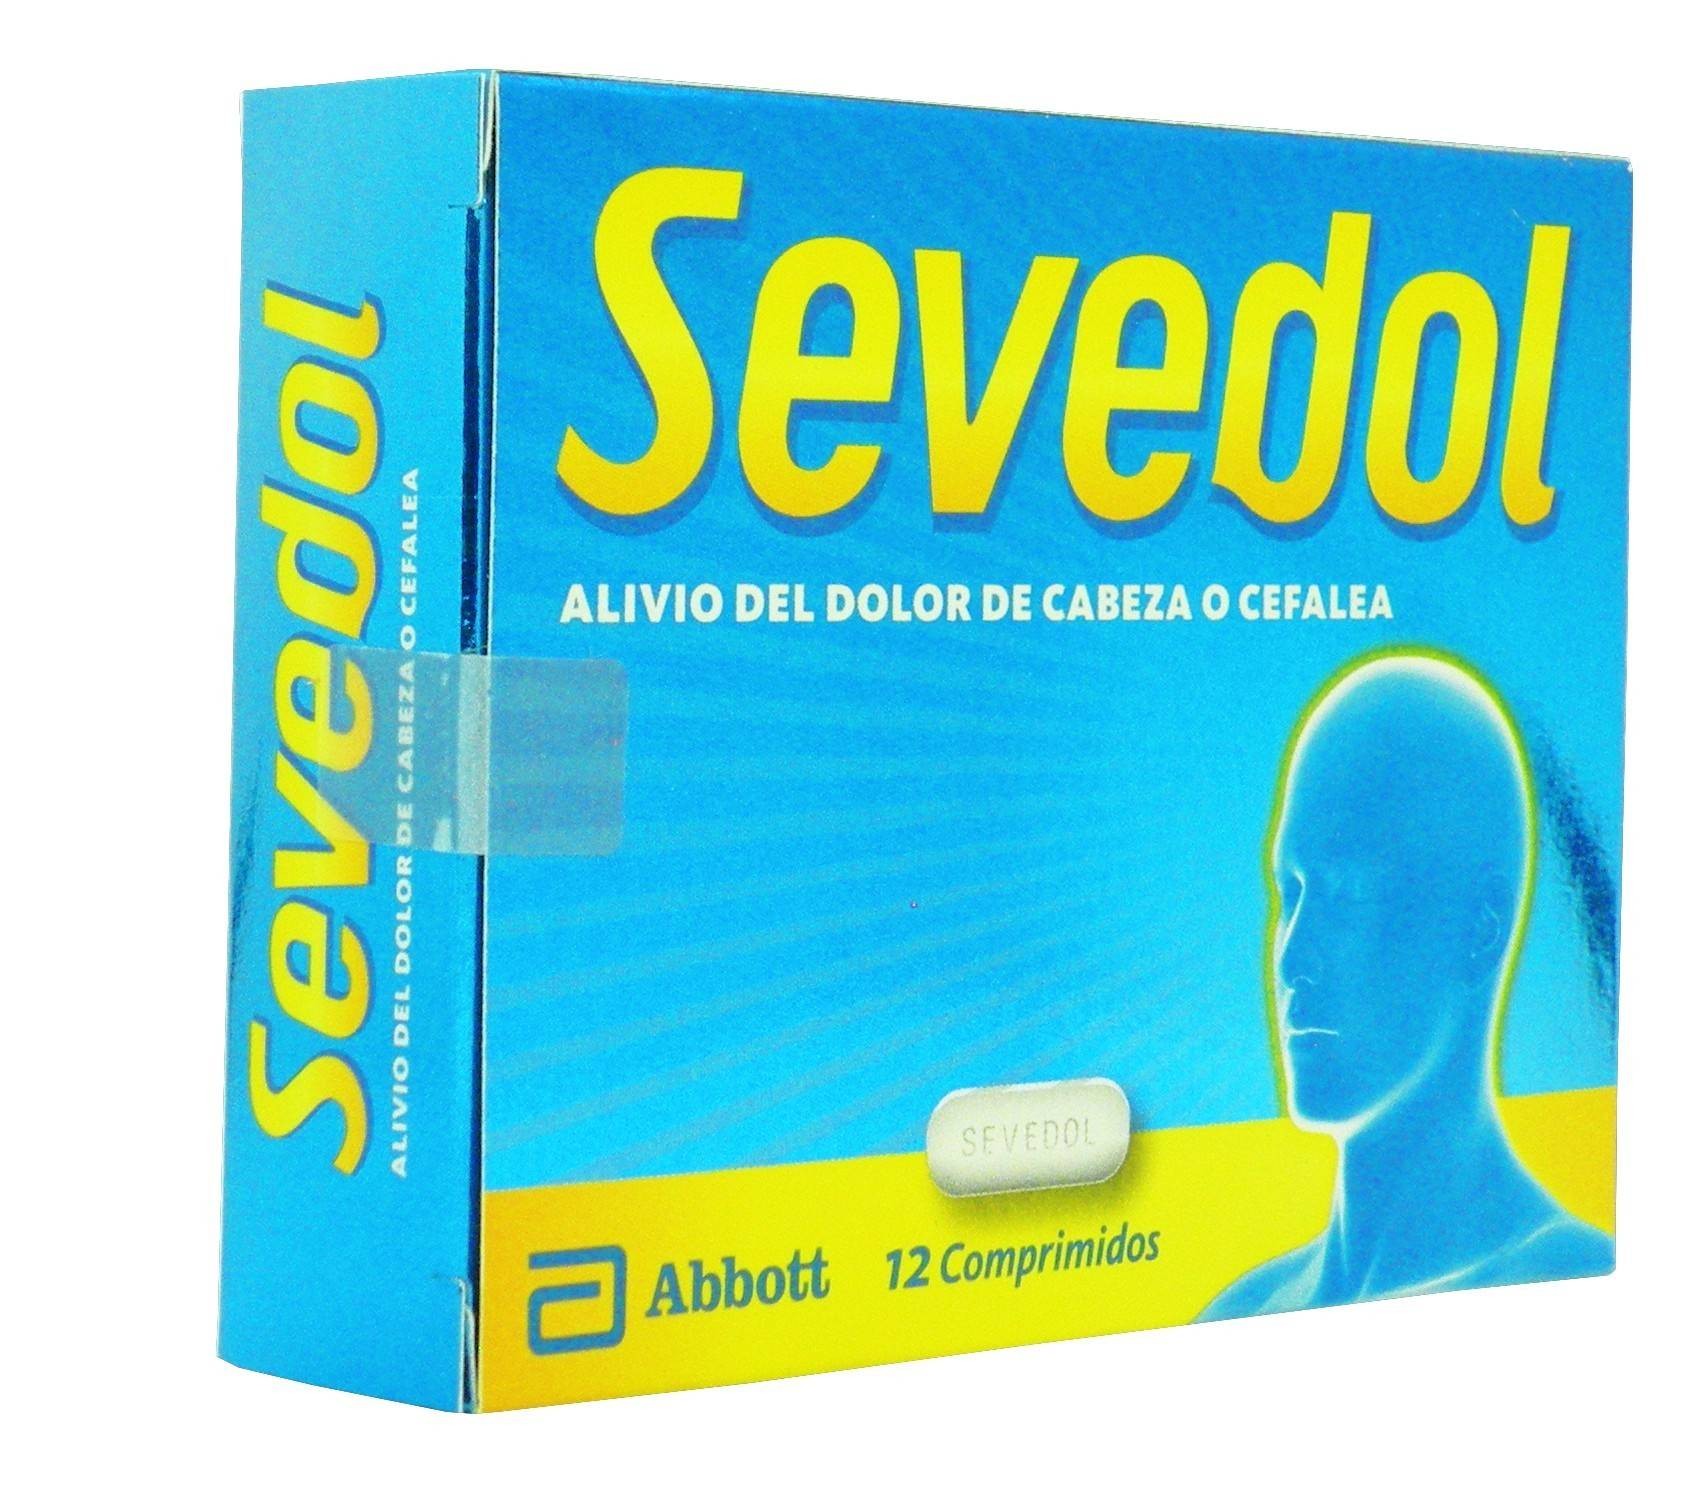 Sevedol
ALIVIO DEL DOLOR DE CABEZA O CEFALEA
Sevedol
ALIVIO DEL DOLOR DE CABEZA O CEFALEA
SEVEDOL
Abbott
12 Comprimidos